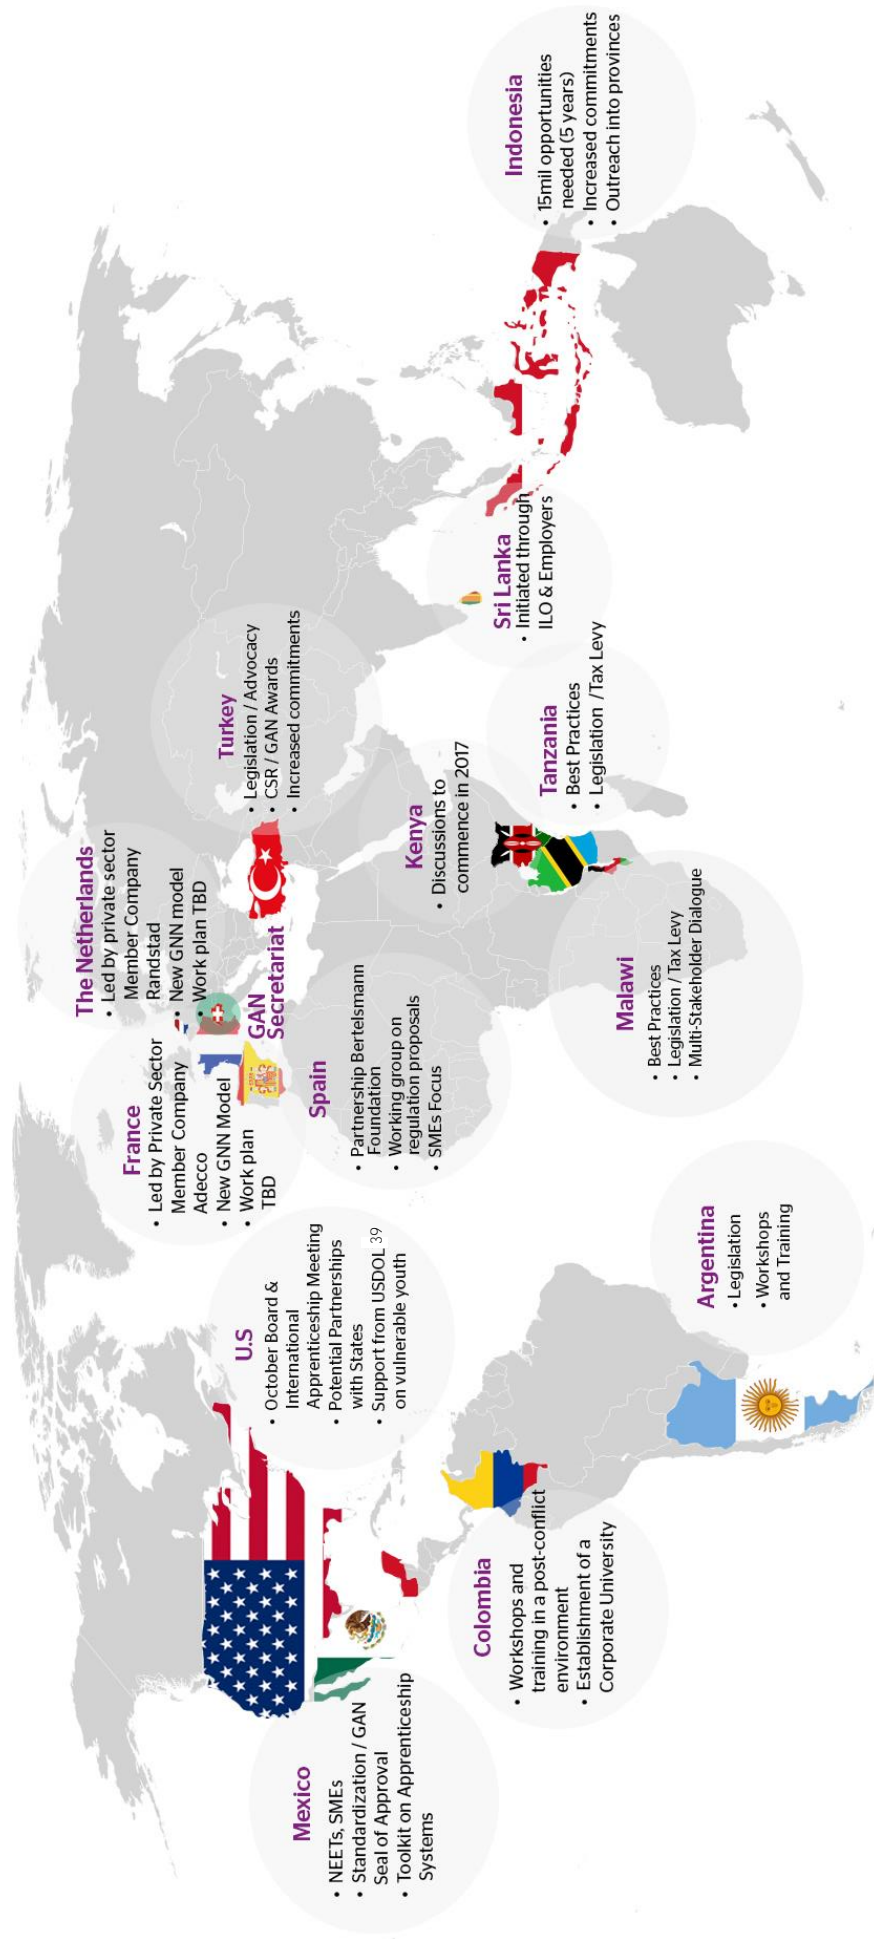 Mexico
• NEETs, SMEs
• Standardization / GAN
Seal of Approval
• Toolkit on Apprenticeship
Systems
U.S
• October Board &
International
Apprenticeship Meeting
• Potential Partnerships
with States
• Support from USDOL 39
on vulnerable youth
Colombia
• Workshops and
training in a post-conflict
environment
• Establishment of a
Corporate University
Argentina
• Legislation
• Workshops
and Training
France
• Led by Private Sector
Member Company
Adecco
• New GNN Model
• Work plan
TBD
The Netherlands
• Led by private sector
Member Company
Randstad
• New GNN model
• Work plan TBD
GAN
Secretariat
Spain
• Partnership Bertelsmann
Foundation
• Working group on
regulation proposals
• SMEs Focus
Turkey
• Legislation / Advocacy
• CSR / GAN Awards
• Increased commitments
Kenya
• Discussions to
commence in 2017
Malawi
• Best Practices
• Legislation / Tax Levy
• Multi-Stakeholder Dialogue
Tanzania
• Best Practices
• Legislation /Tax Levy
Sri Lanka
• Initiated through
ILO & Employers
Indonesia
• 15mil opportunities
needed (5 years)
• Increased commitments
• Outreach into provinces